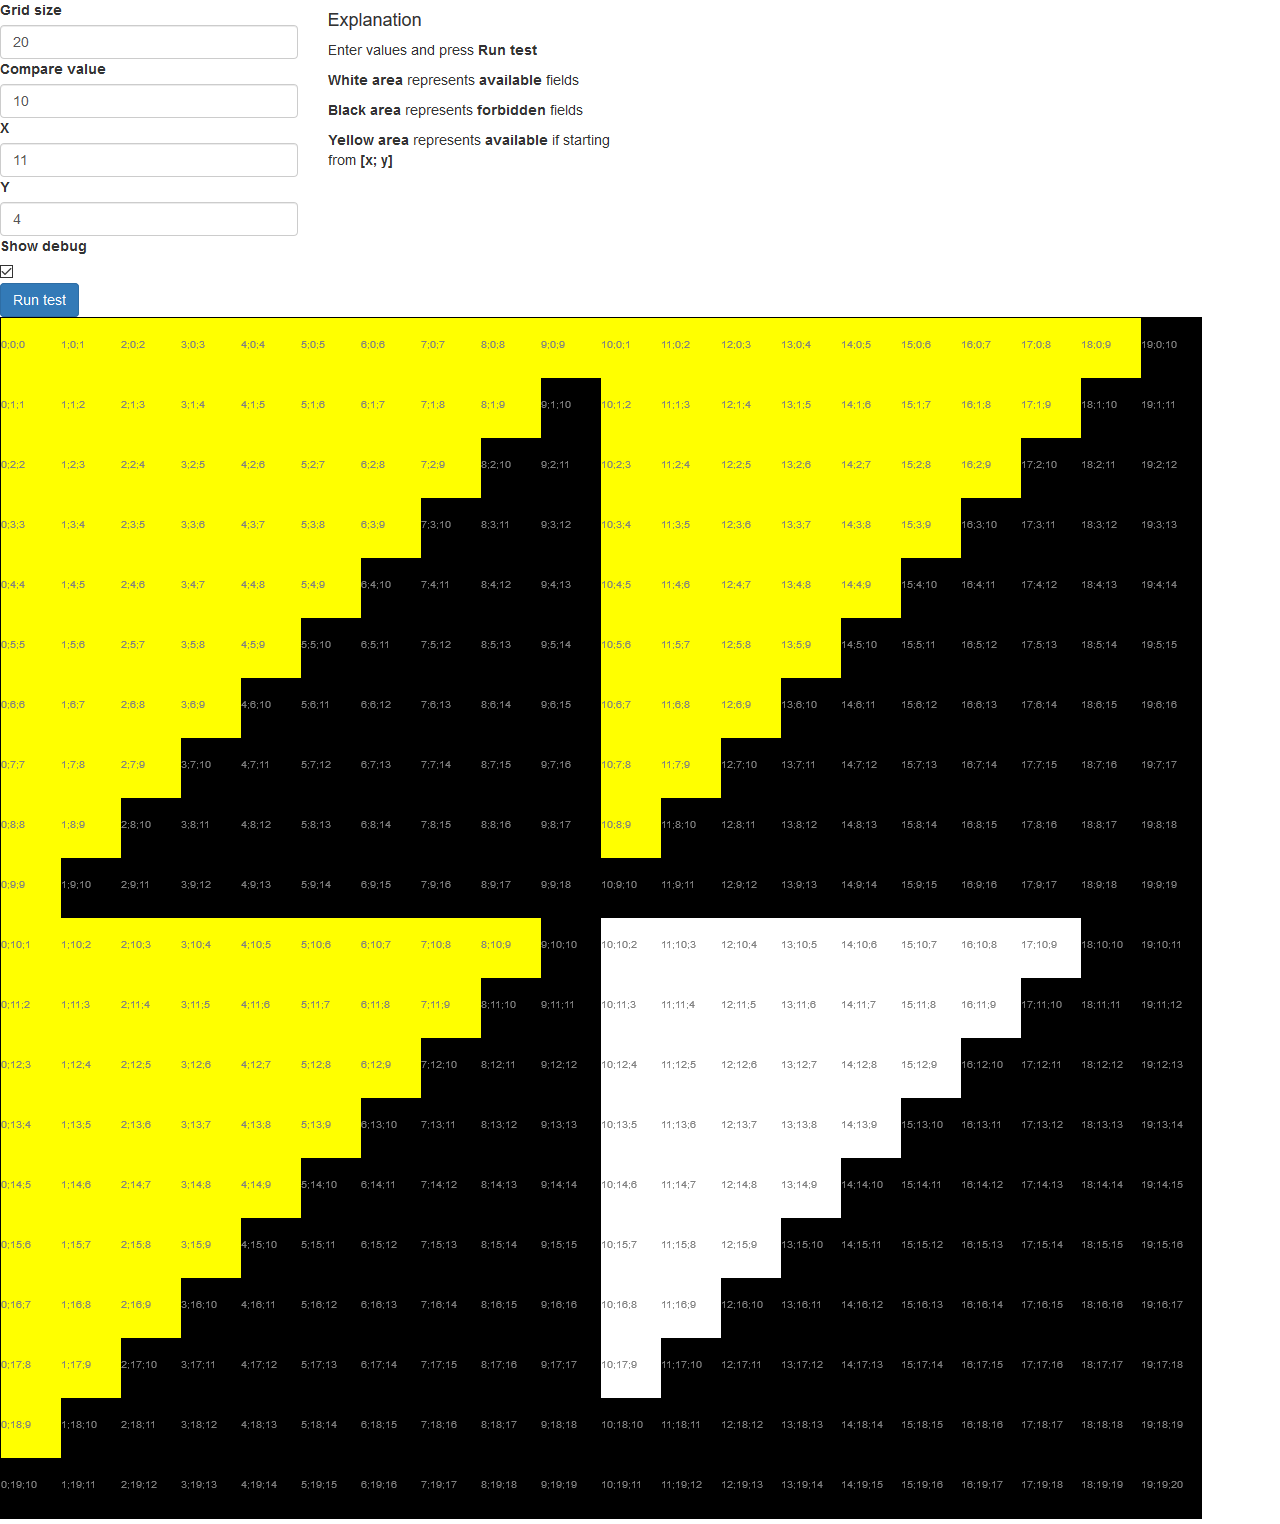 Grid size
20
Compare value
10
X
11
Y
4
Show debug
Run test
Explanation
Enter values and press Run test
White area represents available fields
Black area represents forbidden fields
Yellow area represents available if starting
from [x; y]
0;0;0 1;0;1 2;0;2 3;0;3 4;0;4 5;0;5 6;0;6 7;0;7 8;0;8 9;0;9 10;0;1 11;0;2 12;0;3 13;0;4 14;0;5 15;0;6 16;0;7 17;0;8 18;0;9 19;0;10
0;1;1 1;1;2 2;1;3 3;1;4 4;1;5 5;1;6 6;1;7 7;1;8 8;1;9 9;1;10 10;1;2 11;1;3 12;1;4 13;1;5 14;1;6 15;1;7 16;1;8 17;1;9 18;1;10 19;1;11
0;2;2 1;2;3 2;2;4 3;2;5 4;2;6 5;2;7 6;2;8 7;2;9 8;2;10 9;2;11 10;2;3 11;2;4 12;2;5 13;2;6 14;2;7 15;2;8 16;2;9 17;2;10 18;2;11 19;2;12
0;3;3 1;3;4 2;3;5 3;3;6 4;3;7 5;3;8 6;3;9 7;3;10 8;3;11 9;3;12 10;3;4 11;3;5 12;3;6 13;3;7 14;3;8 15;3;9 16;3;10 17;3;11 18;3;12 19;3;13
0;4;4 1;4;5 2;4;6 3;4;7 4;4;8 5;4;9 6;4;10 7;4;11 8;4;12 9;4;13 10;4;5 11;4;6 12;4;7 13;4;8 14;4;9 15;4;10 16;4;11 17;4;12 18;4;13 19;4;14
0;5;5 1;5;6 2;5;7 3;5;8 4;5;9 5;5;10 6;5;11 7;5;12 8;5;13 9;5;14 10;5;6 11;5;7 12;5;8 13;5;9 14;5;10 15;5;11 16;5;12 17;5;13 18;5;14 19;5;15
0;6;6 1;6;7 2;6;8 3;6;9 4;6;10 5;6;11 6;6;12 7;6;13 8;6;14 9;6;15 10;6;7 11;6;8 12;6;9 13;6;10 14;6;11 15;6;12 16;6;13 17;6;14 18;6;15 19;6;16
0;7;7 1;7;8 2;7;9 3;7;10 4;7;11 5;7;12 6;7;13 7;7;14 8;7;15 9;7;16 10;7;8 11;7;9 12;7;10 13;7;11 14;7;12 15;7;13 16;7;14 17;7;15 18;7;16 19;7;17
0;8;8 1;8;9 2;8;10 3;8;11 4;8;12 5;8;13 6;8;14 7;8;15 8;8;16 9;8;17 10;8;9 11;8;10 12;8;11 13;8;12 14;8;13 15;8;14 16;8;15 17;8;16 18;8;17 19;8;18
0;9;9 1;9;10 2;9;11 3;9;12 4;9;13 5;9;14 6;9;15 7;9;16 8;9;17 9;9;18 10;9;10 11;9;11 12;9;12 13;9;13 14;9;14 15;9;15 16;9;16 17;9;17 18;9;18 19;9;19
0;10;1 1;10;2 2;10;3 3;10;4 4;10;5 5;10;6 6;10;7 7;10;8 8;10;9 9;10;10 10;10;2 11;10;3 12;10;4 13;10;5 14;10;6 15;10;7 16;10;8 17;10;9 18;10;10 19;10;11
0;11;2 1;11;3 2;11;4 3;11;5 4;11;6 5;11;7 6;11;8 7;11;9 8;11;10 9;11;11 10;11;3 11;11;4 12;11;5 13;11;6 14;11;7 15;11;8 16;11;9 17;11;10 18;11;11 19;11;12
0;12;3 1;12;4 2;12;5 3;12;6 4;12;7 5;12;8 6;12;9 7;12;10 8;12;11 9;12;12 10;12;4 11;12;5 12;12;6 13;12;7 14;12;8 15;12;9 16;12;10 17;12;11 18;12;12 19;12;13
0;13;4 1;13;5 2;13;6 3;13;7 4;13;8 5;13;9 6;13;10 7;13;11 8;13;12 9;13;13 10;13;5 11;13;6 12;13;7 13;13;8 14;13;9 15;13;10 16;13;11 17;13;12 18;13;13 19;13;14
0;14;5 1;14;6 2;14;7 3;14;8 4;14;9 5;14;10 6;14;11 7;14;12 8;14;13 9;14;14 10;14;6 11;14;7 12;14;8 13;14;9 14;14;10 15;14;11 16;14;12 17;14;13 18;14;14 19;14;15
0;15;6 1;15;7 2;15;8 3;15;9 4;15;10 5;15;11 6;15;12 7;15;13 8;15;14 9;15;15 10;15;7 11;15;8 12;15;9 13;15;10 14;15;11 15;15;12 16;15;13 17;15;14 18;15;15 19;15;16
0;16;7 1;16;8 2;16;9 3;16;10 4;16;11 5;16;12 6;16;13 7;16;14 8;16;15 9;16;16 10;16;8 11;16;9 12;16;10 13;16;11 14;16;12 15;16;13 16;16;14 17;16;15 18;16;16 19;16;17
0;17;8 1;17;9 2;17;10 3;17;11 4;17;12 5;17;13 6;17;14 7;17;15 8;17;16 9;17;17 10;17;9 11;17;10 12;17;11 13;17;12 14;17;13 15;17;14 16;17;15 17;17;16 18;17;17 19;17;18
0;18;9 1;18;10 2;18;11 3;18;12 4;18;13 5;18;14 6;18;15 7;18;16 8;18;17 9;18;18 10;18;10 11;18;11 12;18;12 13;18;13 14;18;14 15;18;15 16;18;16 17;18;17 18;18;18 19;18;19
0;19;10 1;19;11 2;19;12 3;19;13 4;19;14 5;19;15 6;19;16 7;19;17 8;19;18 9;19;19 10;19;11 11;19;12 12;19;13 13;19;14 14;19;15 15;19;16 16;19;17 17;19;18 18;19;19 19;19;20